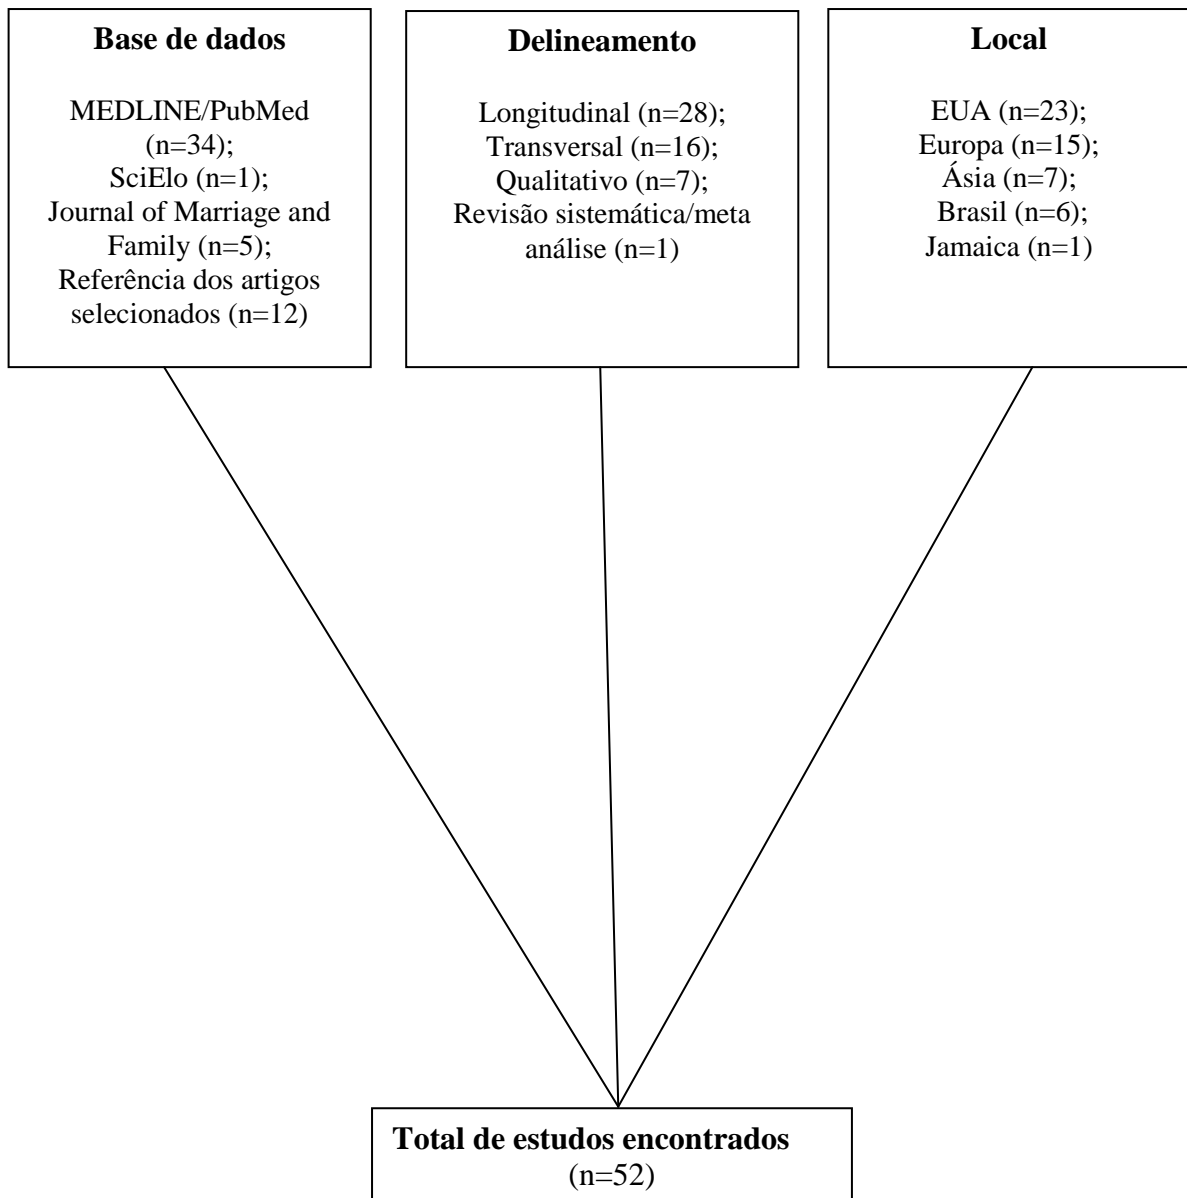 Base de dados
MEDLINE/PubMed
(n=34);
SciElo (n=1);
Journal of Marriage and
Family (n=5);
Referência dos artigos
selecionados (n=12)
Delineamento
Longitudinal (n=28);
Transversal (n=16);
Qualitativo (n=7);
Revisão sistemática/meta
análise (n=1)
Local
EUA (n=23);
Europa (n=15);
Ásia (n=7);
Brasil (n=6);
Jamaica (n=1)
Total de estudos encontrados
(n=52)